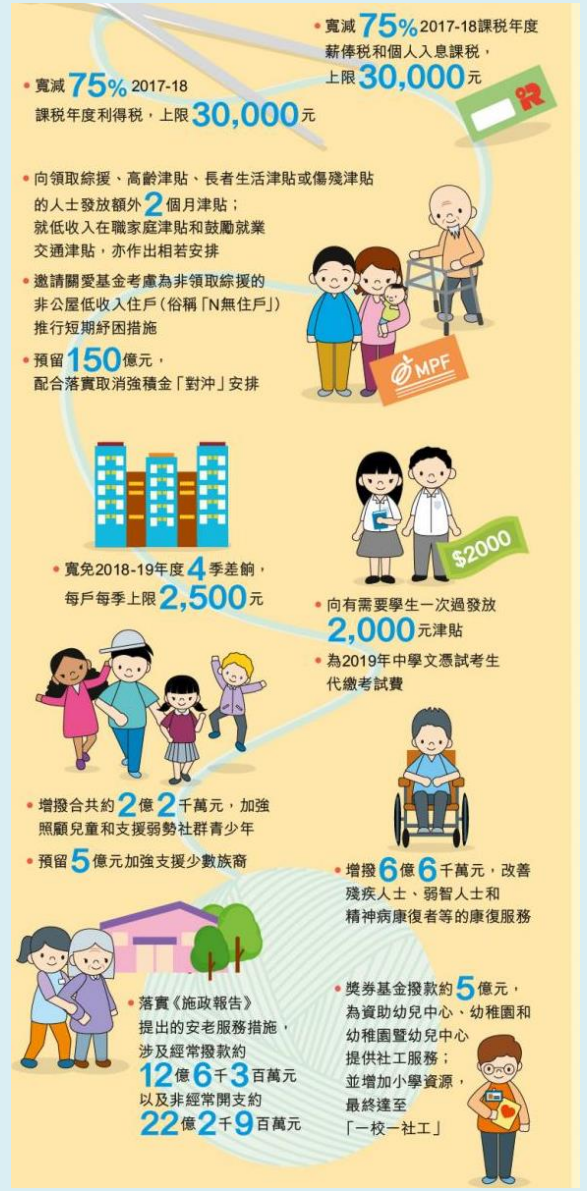 寬減75% 2017-18課税年度
薪俸税和個人入息課税，
上限30,000元
寬減75% 2017-18
課税年度利得税，上限30,000元
向領取綜援、高齡津貼、長者生活津貼或傷殘津貼
的人士發放額外2個月津貼；
就低收入在職家庭津貼和鼓勵就業
交通津貼，亦作出相若安排
邀請關愛基金考慮為非領取綜援的
非公屋低收入住戶(俗稱「N無住戶」)
推行短期紓困措施
預留150億元，
配合落實取消強積金「對沖」安排
MPF
寬免2018-19年度4季差餉，
每戶每季上限2,500元
$2000
向有需要學生一次過發放
2,000元津貼
為2019年中學文憑試考生
代繳考試費
增撥合共約2億2千萬元，加強
照顧兒童和支援弱勢社群青少年
預留5億元加強支援少數族裔
增撥6億6千萬元，改善
殘疾人士、弱智人士和
精神病康復者等的康復服務
落實《施政報告》
提出的安老服務措施，
涉及經常撥款約
12億6千3百萬元
以及非經常開支約
22億2千9百萬元
獎券基金撥款約5億元，
為資助幼兒中心、幼稚園和
幼稚園暨幼兒中心
提供社工服務；
並增加小學資源，
最終達至
「一校一社工」